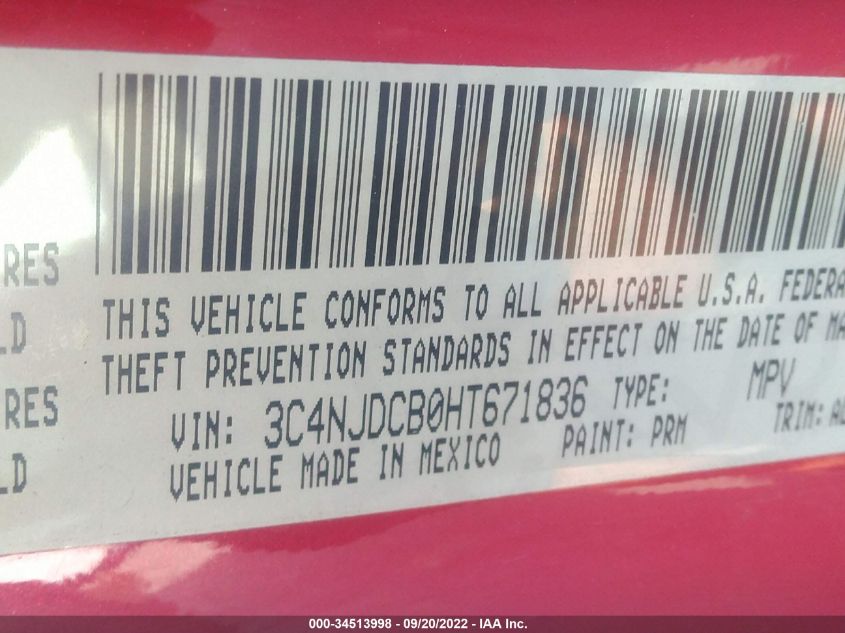 RES
LD
RES
LD
THIS VEHICLE CONFORMS TO ALL APPLICABLE U.S.A. FEDERA
THEFT PREVENTION STANDARDS IN EFFECT ON THE DATE OF MA
VIN: 3C4NJDCB0HT671836 TYPE: MPV
VEHICLE MADE IN MEXICO PAINT: PRM TRIM: A
000-34513998 - 09/20/2022 - IAA Inc.